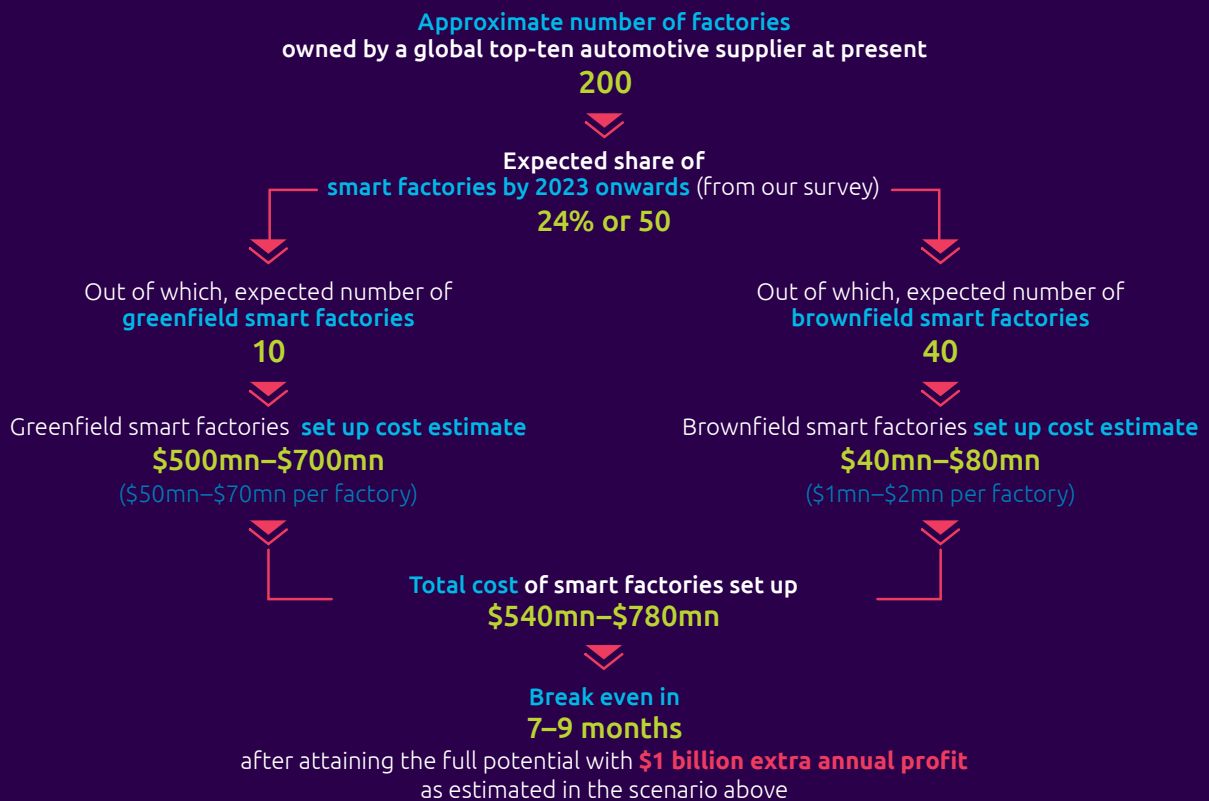 Approximate number of factories
owned by a global top-ten automotive supplier at present
200
Expected share of
smart factories by 2023 onwards (from our survey)
24% or 50
Out of which, expected number of
greenfield smart factories
10
Greenfield smart factories set up cost estimate
$500mn–$700mn
($50mn–$70mn per factory)
Out of which, expected number of
brownfield smart factories
40
Brownfield smart factories set up cost estimate
$40mn–$80mn
($1mn–$2mn per factory)
Total cost of smart factories set up
$540mn–$780mn
Break even in
7–9 months
after attaining the full potential with $1 billion extra annual profit
as estimated in the scenario above